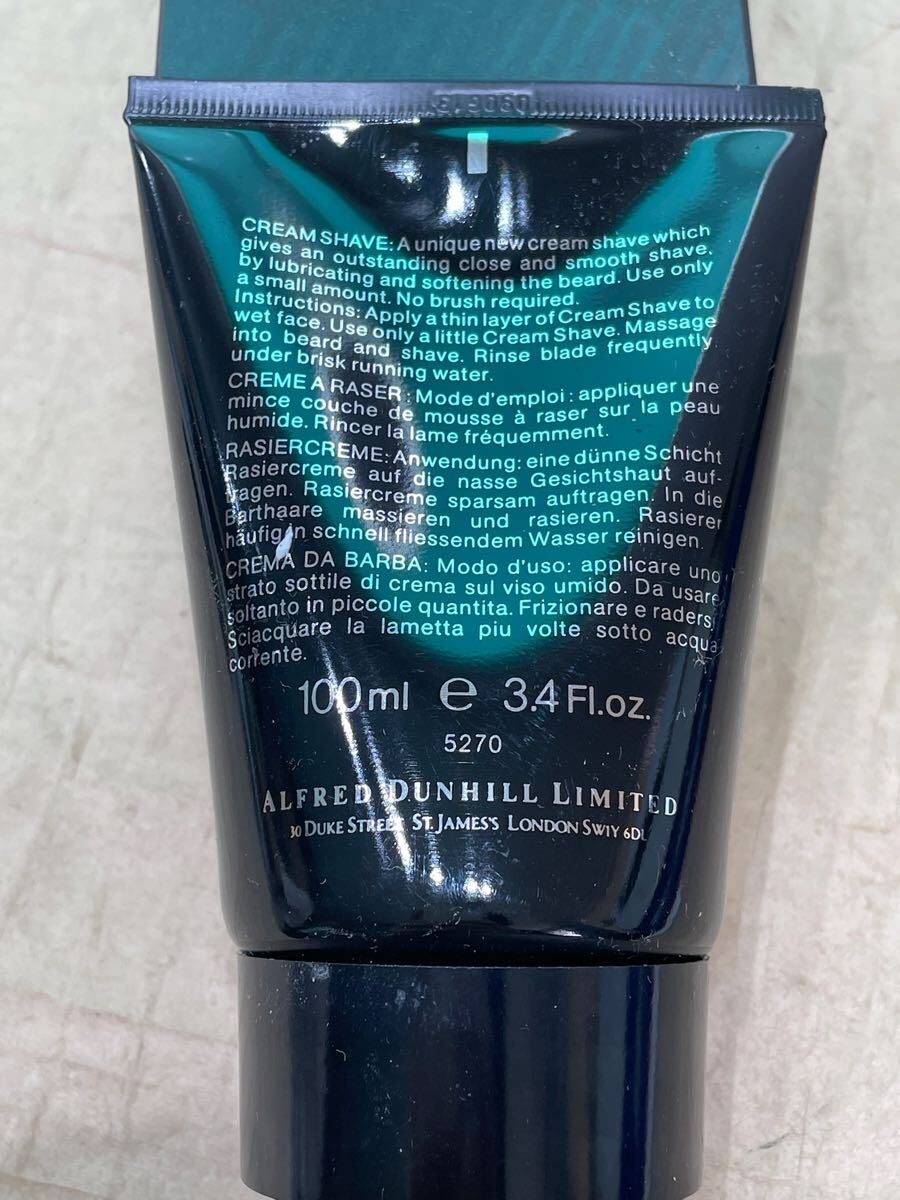 CREAM SHAVE: A unique new cream shave which
gives an outstanding close and smooth shave,
by lubricating and softening the beard. Use only
a small amount. No brush required.
Instructions: Apply a thin layer of Cream Shave to
wet face. Use only a little Cream Shave. Massage
into beard and shave. Rinse blade frequently
under brisk running water.
CREME A RASER: Mode d'emploi: appliquer une
mince couche de mousse à raser sur la peau
humide. Rincer la lame fréquemment.
RASIERCREME: Anwendung: eine dünne Schicht
Rasiercreme auf die nasse Gesichtshaut auf-
tragen. Rasiercreme sparsam auftragen. In die
Barthaare massieren und rasieren. Rasierer
häufig in schnell fliessendem Wasser reinigen.
CREMA DA BARBA: Modo d'uso: applicare uno
strato sottile di crema sul viso umido. Da usare
soltanto in piccole quantita. Frizionare e raders
Sciacquare la lametta piu volte sotto acqua
corrente.
100ml e 3.4 Fl.oz.
5270
ALFRED DUNHILL LIMITED
30 DUKE STREET ST. JAMES'S LONDON SW1Y 6DL